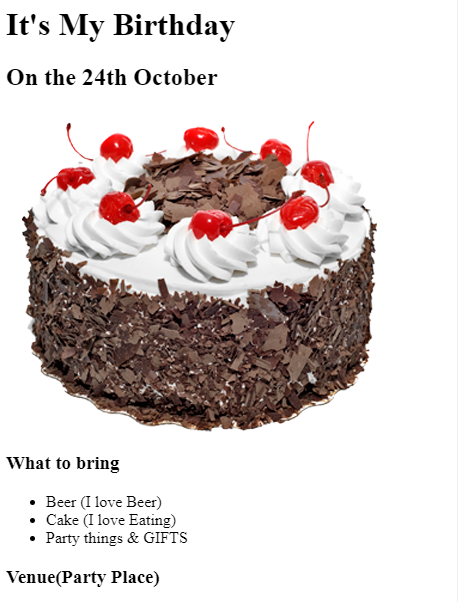 It's My Birthday
On the 24th October
What to bring
Beer (I love Beer)
Cake (I love Eating)
Party things & GIFTS
Venue(Party Place)